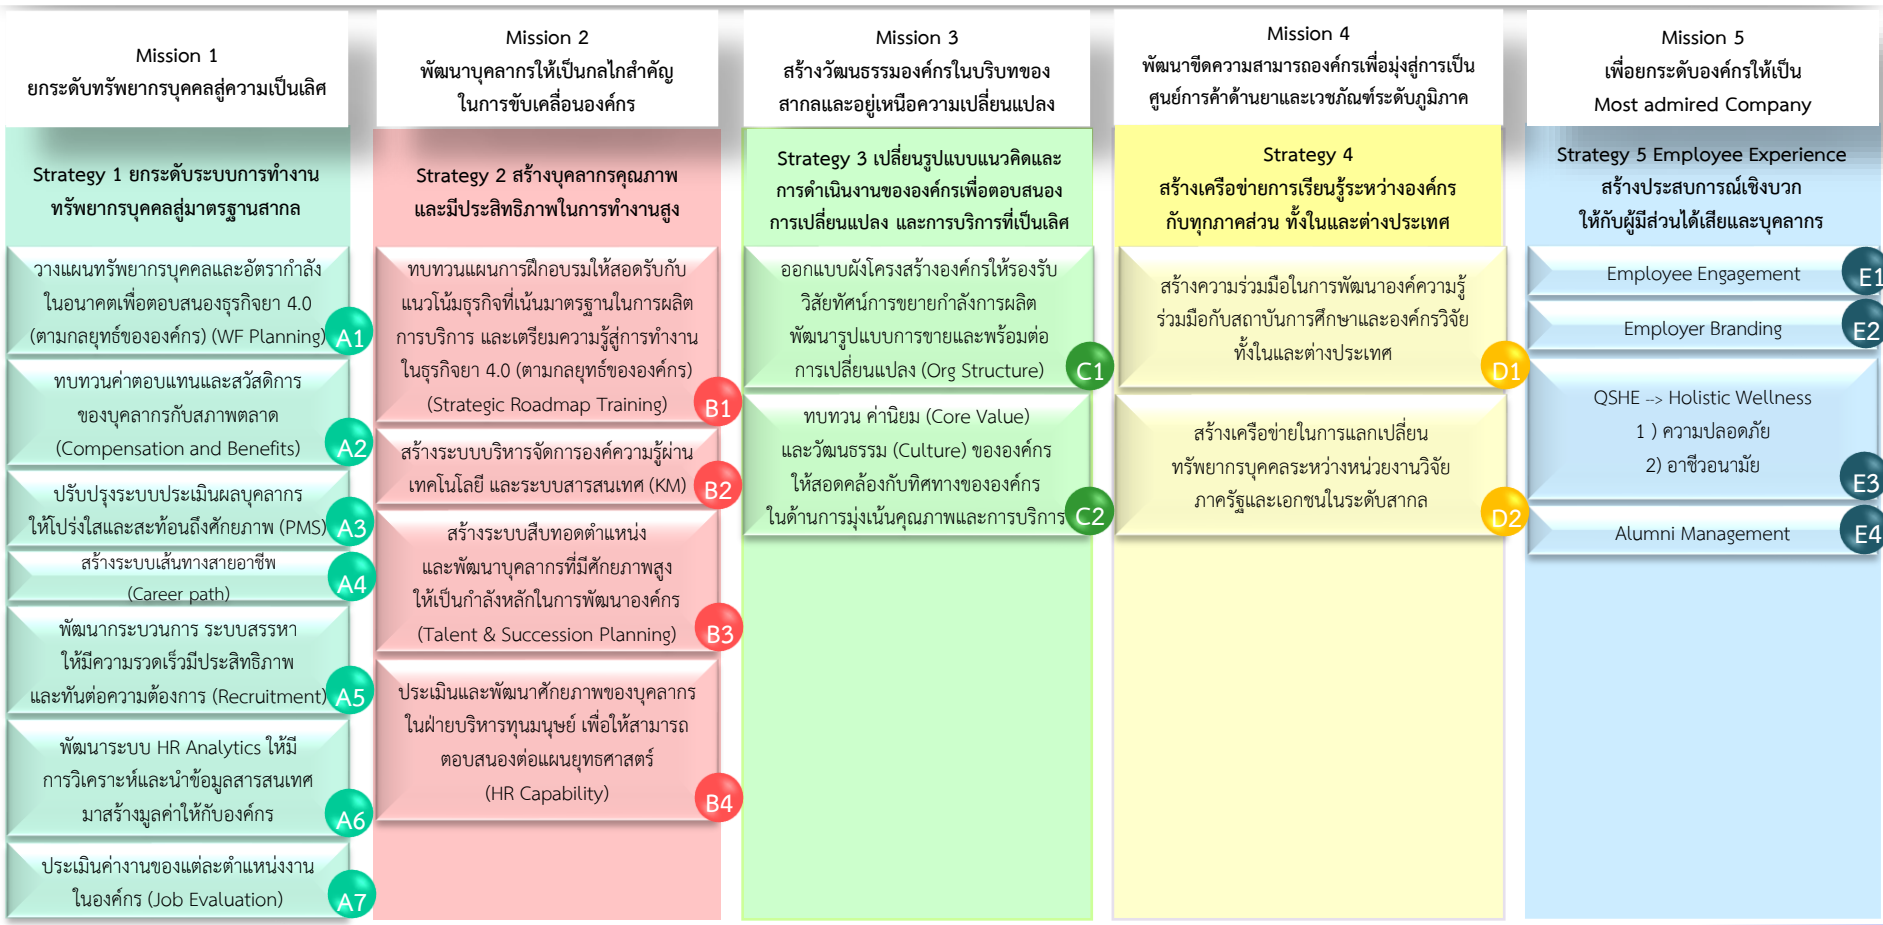 Mission 1
ยกระดับทรัพยากรบุคคลสู่ความเป็นเลิศ
Strategy 1 ยกระดับระบบการทำงาน
ทรัพยากรบุคคลสู่มาตรฐานสากล
วางแผนทรัพยากรบุคคลและอัตรากำลัง
ในอนาคตเพื่อตอบสนองธุรกิจยา 4.0
(ตามกลยุทธ์ขององค์กร) (WF Planning)
A1
ทบทวนค่าตอบแทนและสวัสดิการ
ของบุคลากรกับสภาพตลาด
(Compensation and Benefits)
A2
ปรับปรุงระบบประเมินผลบุคลากร
ให้โปร่งใสและสะท้อนถึงศักยภาพ (PMS)
A3
สร้างระบบเส้นทางสายอาชีพ
(Career path)
A4
พัฒนากระบวนการ ระบบสรรหา
ให้มีความรวดเร็วมีประสิทธิภาพ
และทันต่อความต้องการ (Recruitment)
A5
พัฒนาระบบ HR Analytics ให้มี
การวิเคราะห์และนำข้อมูลสารสนเทศ
มาสร้างมูลค่าให้กับองค์กร
A6
ประเมินค่างานของแต่ละตำแหน่งงาน
ในองค์กร (Job Evaluation)
A7
Mission 2
พัฒนาบุคลากรให้เป็นกลไกสำคัญ
ในการขับเคลื่อนองค์กร
Strategy 2 สร้างบุคลากรคุณภาพ
และมีประสิทธิภาพในการทำงานสูง
ทบทวนแผนการฝึกอบรมให้สอดรับกับ
แนวโน้มธุรกิจที่เน้นมาตรฐานในการผลิต
การบริการ และเตรียมความรู้สู่การทำงาน
ในธุรกิจยา 4.0 (ตามกลยุทธ์ขององค์กร)
(Strategic Roadmap Training)
B1
สร้างระบบบริหารจัดการองค์ความรู้ผ่าน
เทคโนโลยี และระบบสารสนเทศ (KM)
B2
สร้างระบบสืบทอดตำแหน่ง
และพัฒนาบุคลากรที่มีศักยภาพสูง
ให้เป็นกำลังหลักในการพัฒนาองค์กร
(Talent & Succession Planning)
B3
ประเมินและพัฒนาศักยภาพของบุคลากร
ในฝ่ายบริหารทุนมนุษย์ เพื่อให้สามารถ
ตอบสนองต่อแผนยุทธศาสตร์
(HR Capability)
B4
Mission 3
สร้างวัฒนธรรมองค์กรในบริบทของ
สากลและอยู่เหนือความเปลี่ยนแปลง
Strategy 3 เปลี่ยนรูปแบบแนวคิดและ
การดำเนินงานขององค์กรเพื่อตอบสนอง
การเปลี่ยนแปลง และการบริการที่เป็นเลิศ
ออกแบบผังโครงสร้างองค์กรให้รองรับ
วิสัยทัศน์การขยายกำลังการผลิต
พัฒนารูปแบบการขายและพร้อมต่อ
การเปลี่ยนแปลง (Org Structure)
C1
ทบทวน ค่านิยม (Core Value)
และวัฒนธรรม (Culture) ขององค์กร
ให้สอดคล้องกับทิศทางขององค์กร
ในด้านการมุ่งเน้นคุณภาพและการบริการ
C2
Mission 4
พัฒนาขีดความสามารถองค์กรเพื่อมุ่งสู่การเป็น
ศูนย์การค้าด้านยาและเวชภัณฑ์ระดับภูมิภาค
Strategy 4
สร้างเครือข่ายการเรียนรู้ระหว่างองค์กร
กับทุกภาคส่วน ทั้งในและต่างประเทศ
สร้างความร่วมมือในการพัฒนาองค์ความรู้
ร่วมมือกับสถาบันการศึกษาและองค์กรวิจัย
ทั้งในและต่างประเทศ
D1
สร้างเครือข่ายในการแลกเปลี่ยน
ทรัพยากรบุคคลระหว่างหน่วยงานวิจัย
ภาครัฐและเอกชนในระดับสากล
D2
Mission 5
เพื่อยกระดับองค์กรให้เป็น
Most admired Company
Strategy 5 Employee Experience
สร้างประสบการณ์เชิงบวก
ให้กับผู้มีส่วนได้เสียและบุคลากร
Employee Engagement
E1
Employer Branding
E2
QSHE --> Holistic Wellness
1 ) ความปลอดภัย
2) อาชีวอนามัย
E3
Alumni Management
E4